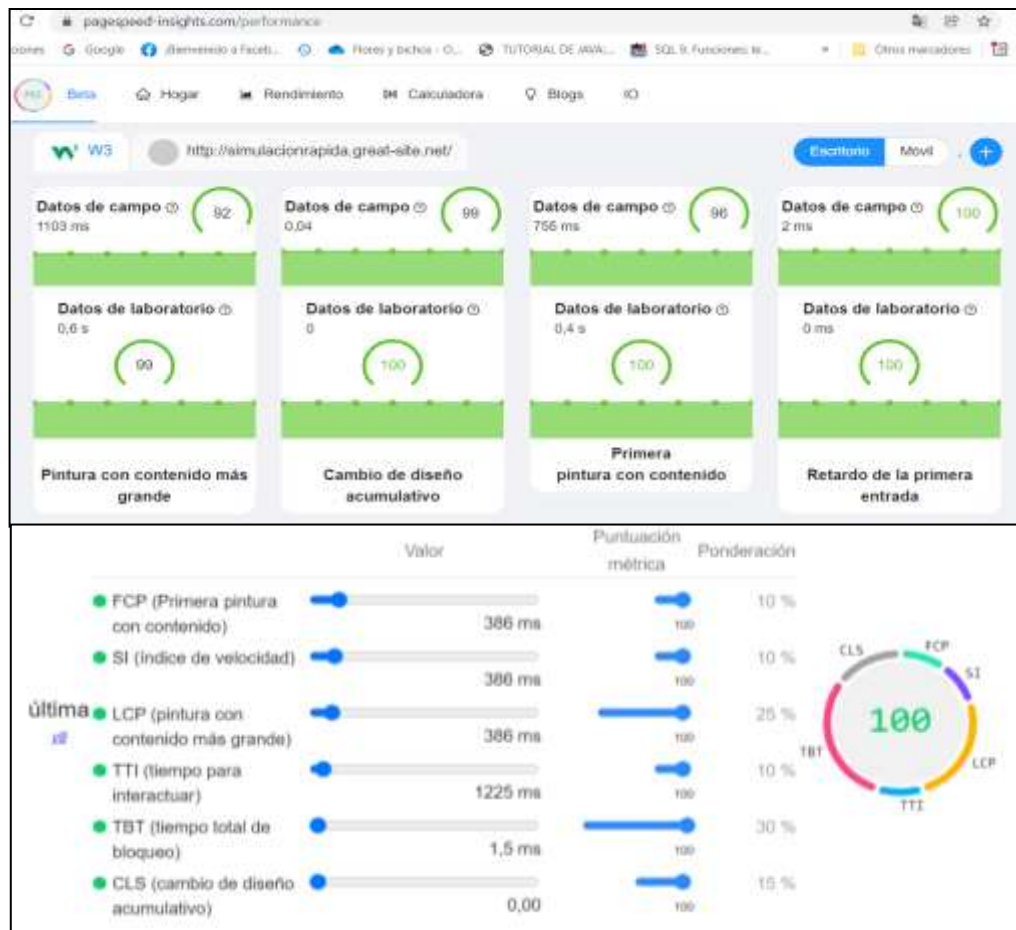 pagespeed-insights.com/performance
Google
TUTORIAL DE JAVA:...
Otros marcadores
Beta Hogar Rendimiento Calculadora Blogs
W3 http://simulacionrapida.great-site.net/ Escritorio Movil
Datos de campo 92 Datos de campo 99 Datos de campo 96 Datos de campo 100
1103 ms 0,04 756 ms 2 ms
Datos de laboratorio Datos de laboratorio Datos de laboratorio Datos de laboratorio
0,6 s 0 0,4 s 0 ms
99 100 100 100
Pintura con contenido más grande
Cambio de diseño acumulativo
Primera pintura con contenido
Retardo de la primera entrada
Valor Puntuación métrica Ponderación
FCP (Primera pintura con contenido) 386 ms 100 10 %
SI (índice de velocidad) 386 ms 100 10 %
última
LCP (pintura con contenido más grande) 386 ms 100 25 %
TTI (tiempo para interactuar) 1225 ms 100 10 %
TBT (tiempo total de bloqueo) 1,5 ms 100 30 %
CLS (cambio de diseño acumulativo) 0,00 100 15 %
CLS FCP
SI
100
TBT LCP
TTI